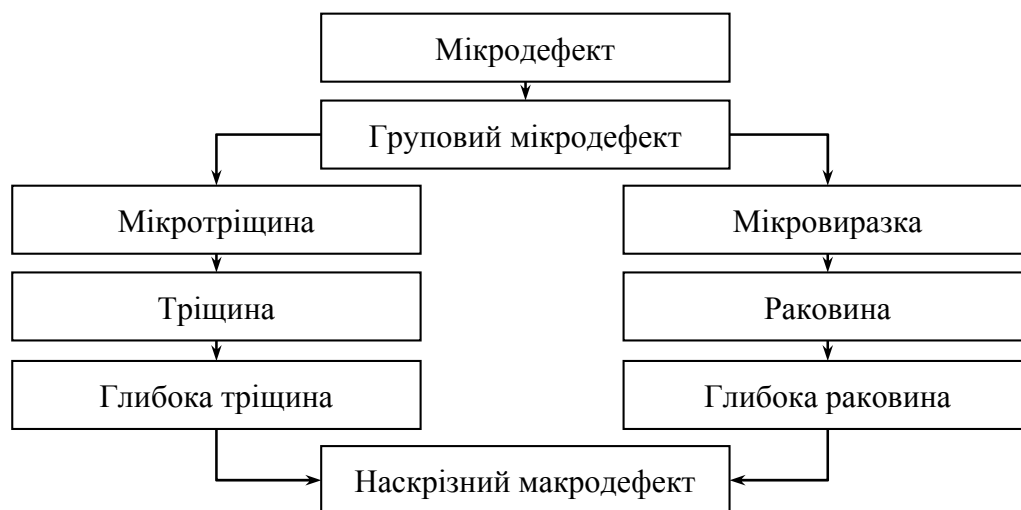 Мікродефект
Груповий мікродефект
Мікротріщина
Мікровиразка
Тріщина
Раковина
Глибока тріщина
Глибока раковина
Наскрізний макродефект